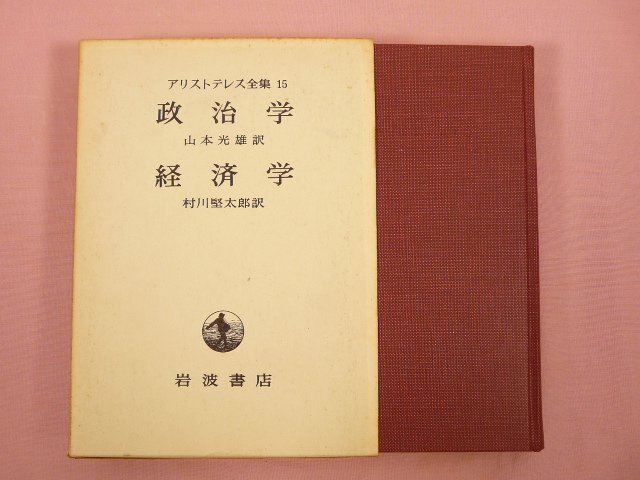 アリストテレス全集 15
政治学
山本光雄訳
経済学
村川堅太郎訳
岩波書店